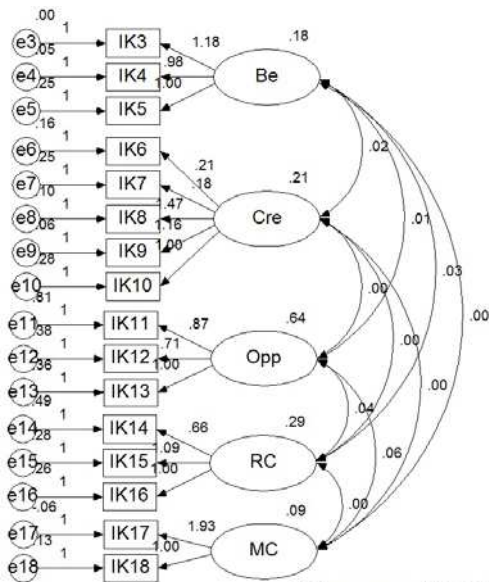 .00
e3 1 IK3 1.18 .18
.05
e4 1 IK4 .98 Be
.25
e5 1 IK5 1.00
.16
e6 1 IK6 .02
.25 .21
e7 1 IK7 .18 .21
.10
e8 1 IK8 1.47 Cre .01
.06 1.16
e9 1 IK9 1.00 .03
.28
e10 1 IK10 .00
.81
e11 1 IK11 .87 .64 .00
.38
e12 1 IK12 .71 Opp .00
.36 1.00
e13 1 IK13 .00
.49 .04
e14 1 IK14 .66 .29
.28
e15 1 IK15 1.09 RC .06
.26 1.00
e16 1 IK16 .00
-.06 .09
e17 1 IK17 1.93 MC
.13
e18 1 IK18 1.00